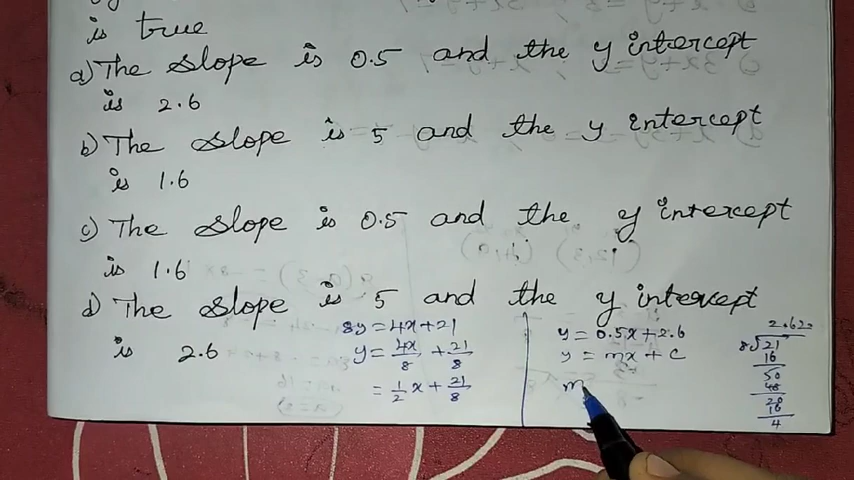 is true
a) The slope is 0.5 and the y intercept
is 2.6
b) The slope is 5 and the y intercept
is 1.6
c) The slope is 0.5 and the y intercept
is 1.6
d) The slope is 5 and the y intercept
is 2.6
8y = 4x + 21
y = 4x/8 + 21/8
= 1/2 x + 21/8
y = 0.5x + 2.6
y = mx + c
m
2.62
8 21
16
50
48
20
16
4